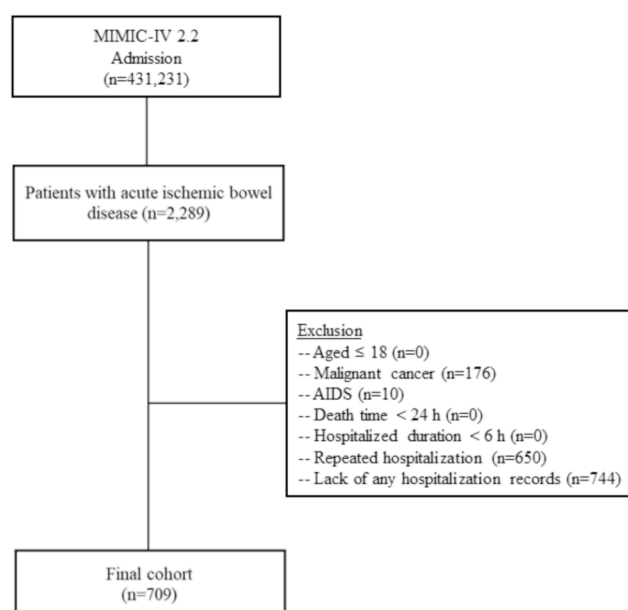 MIMIC-IV 2.2
Admission
(n=431,231)
Patients with acute ischemic bowel
disease (n=2,289)
Exclusion
-- Aged ≤ 18 (n=0)
-- Malignant cancer (n=176)
-- AIDS (n=10)
-- Death time < 24 h (n=0)
-- Hospitalized duration < 6 h (n=0)
-- Repeated hospitalization (n=650)
-- Lack of any hospitalization records (n=744)
Final cohort
(n=709)